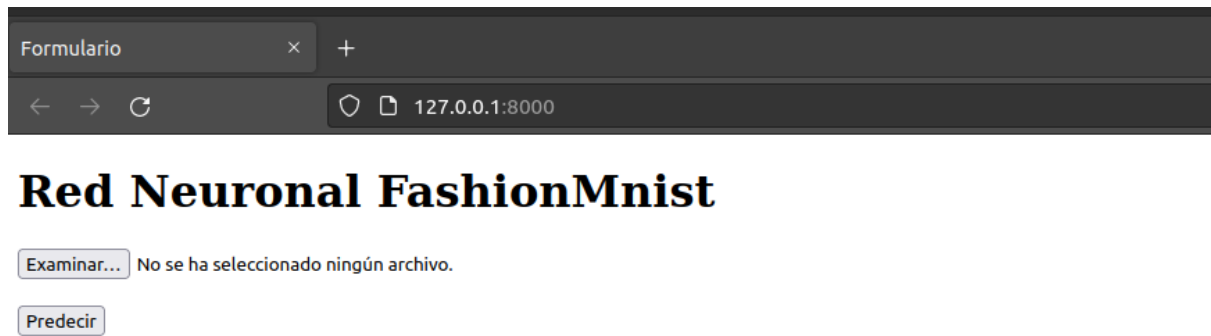 Formulario
127.0.0.1:8000
Red Neuronal FashionMnist
Examinar... No se ha seleccionado ningún archivo.
Predecir